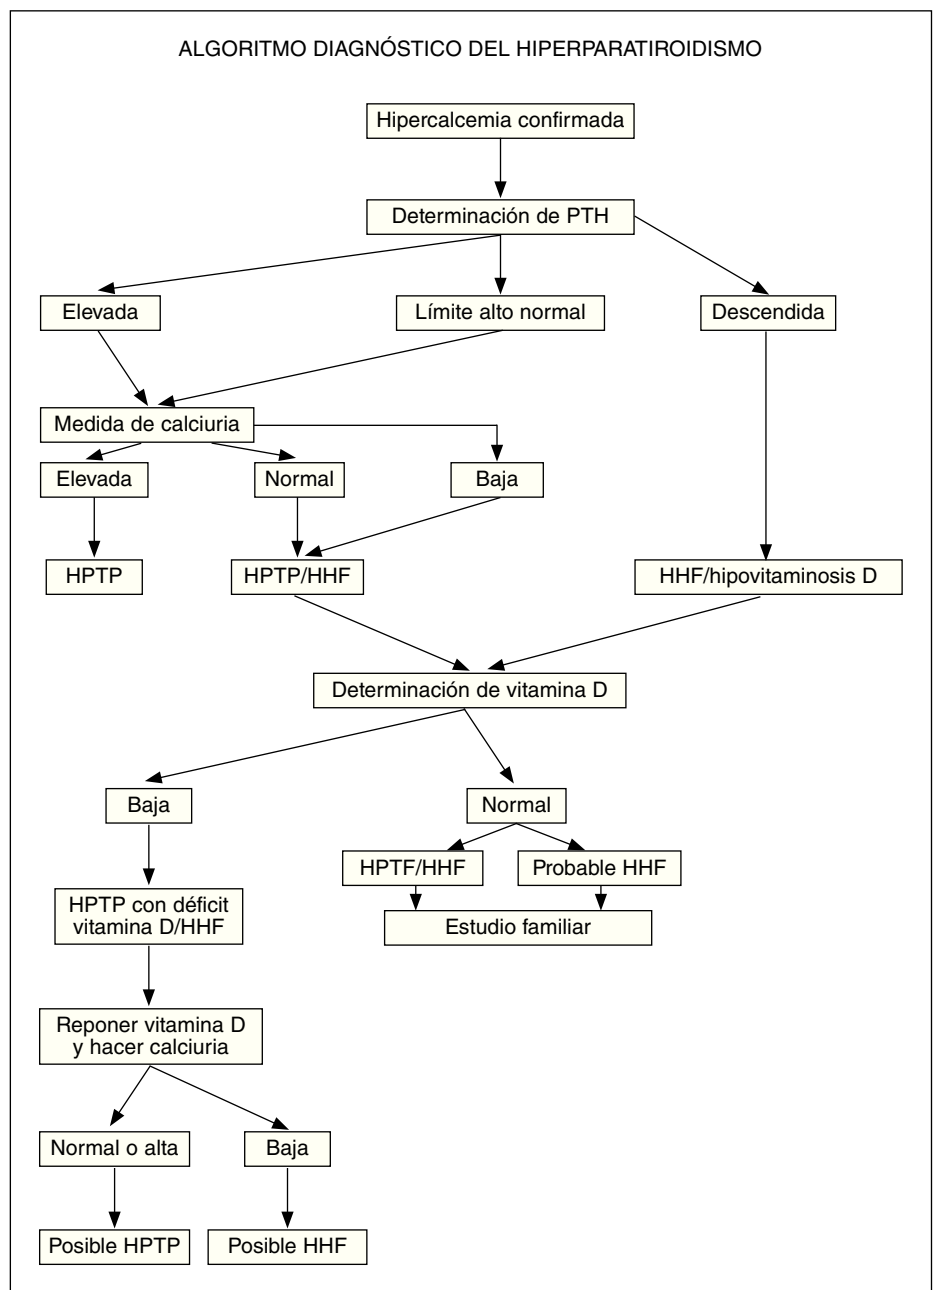 ALGORITMO DIAGNÓSTICO DEL HIPERPARATIROIDISMO
Hipercalcemia confirmada
Determinación de PTH
Elevada
Límite alto normal
Descendida
Medida de calciuria
Elevada
Normal
Baja
HPTP
HPTP/HHF
HHF/hipovitaminosis D
Determinación de vitamina D
Baja
Normal
HPTF/HHF
Probable HHF
HPTP con déficit
vitamina D/HHF
Estudio familiar
Reponer vitamina D
y hacer calciuria
Normal o alta
Baja
Posible HPTP
Posible HHF